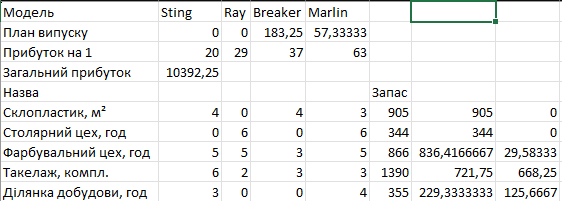 Модель Sting Ray Breaker Marlin
План випуску 0 0 183,25 57,33333
Прибуток на 1 20 29 37 63
Загальний прибуток 10392,25
Назва Запас
Склопластик, м² 4 0 4 3 905 905 0
Столярний цех, год 0 6 0 6 344 344 0
Фарбувальний цех, год 5 5 3 5 866 836,4166667 29,58333
Такелаж, компл. 6 2 3 3 1390 721,75 668,25
Ділянка добудови, год 3 0 0 4 355 229,3333333 125,6667